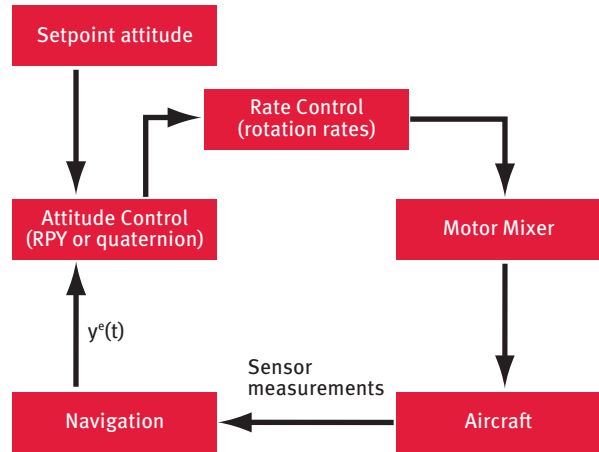 Setpoint attitude
Rate Control
(rotation rates)
Attitude Control
(RPY or quaternion)
Motor Mixer
yᵉ(t)
Sensor
measurements
Navigation
Aircraft